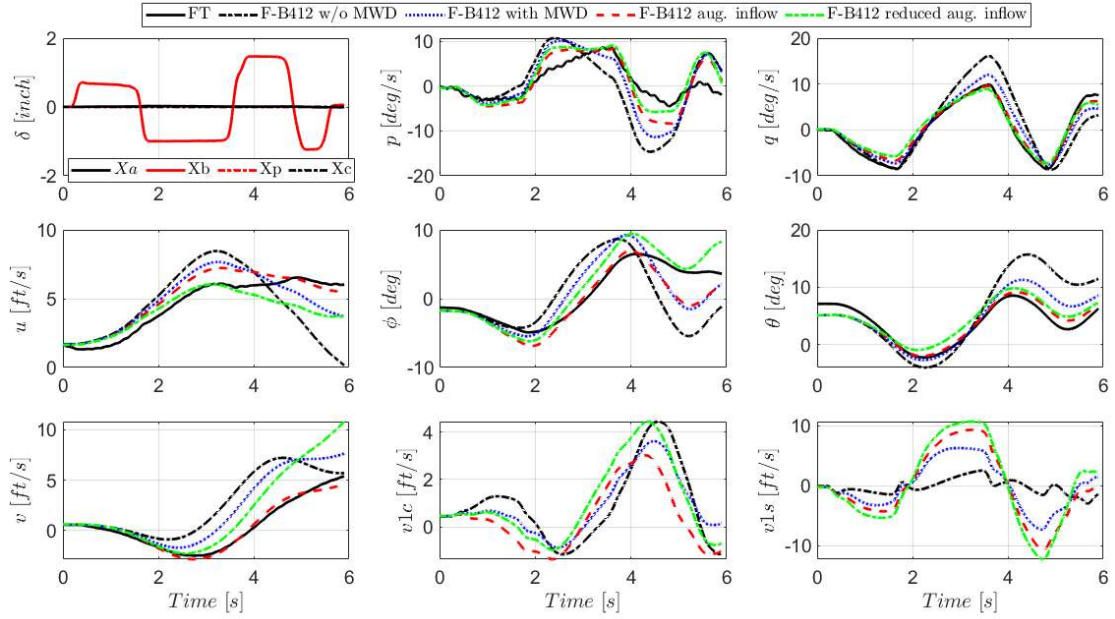 FT F-B412 w/o MWD F-B412 with MWD F-B412 aug. inflow F-B412 reduced aug. inflow
δ [inch]
2
0
-2
Xa Xb Xp Xc
0 2 4 6
p [deg/s]
10
0
-10
-20
0 2 4 6
q [deg/s]
20
10
0
-10
0 2 4 6
u [ft/s]
10
5
0
0 2 4 6
ϕ [deg]
10
0
-10
0 2 4 6
θ [deg]
20
10
0
0 2 4 6
v [ft/s]
10
5
0
0 2 4 6
Time [s]
v1c [ft/s]
4
2
0
0 2 4 6
Time [s]
v1s [ft/s]
10
0
-10
0 2 4 6
Time [s]